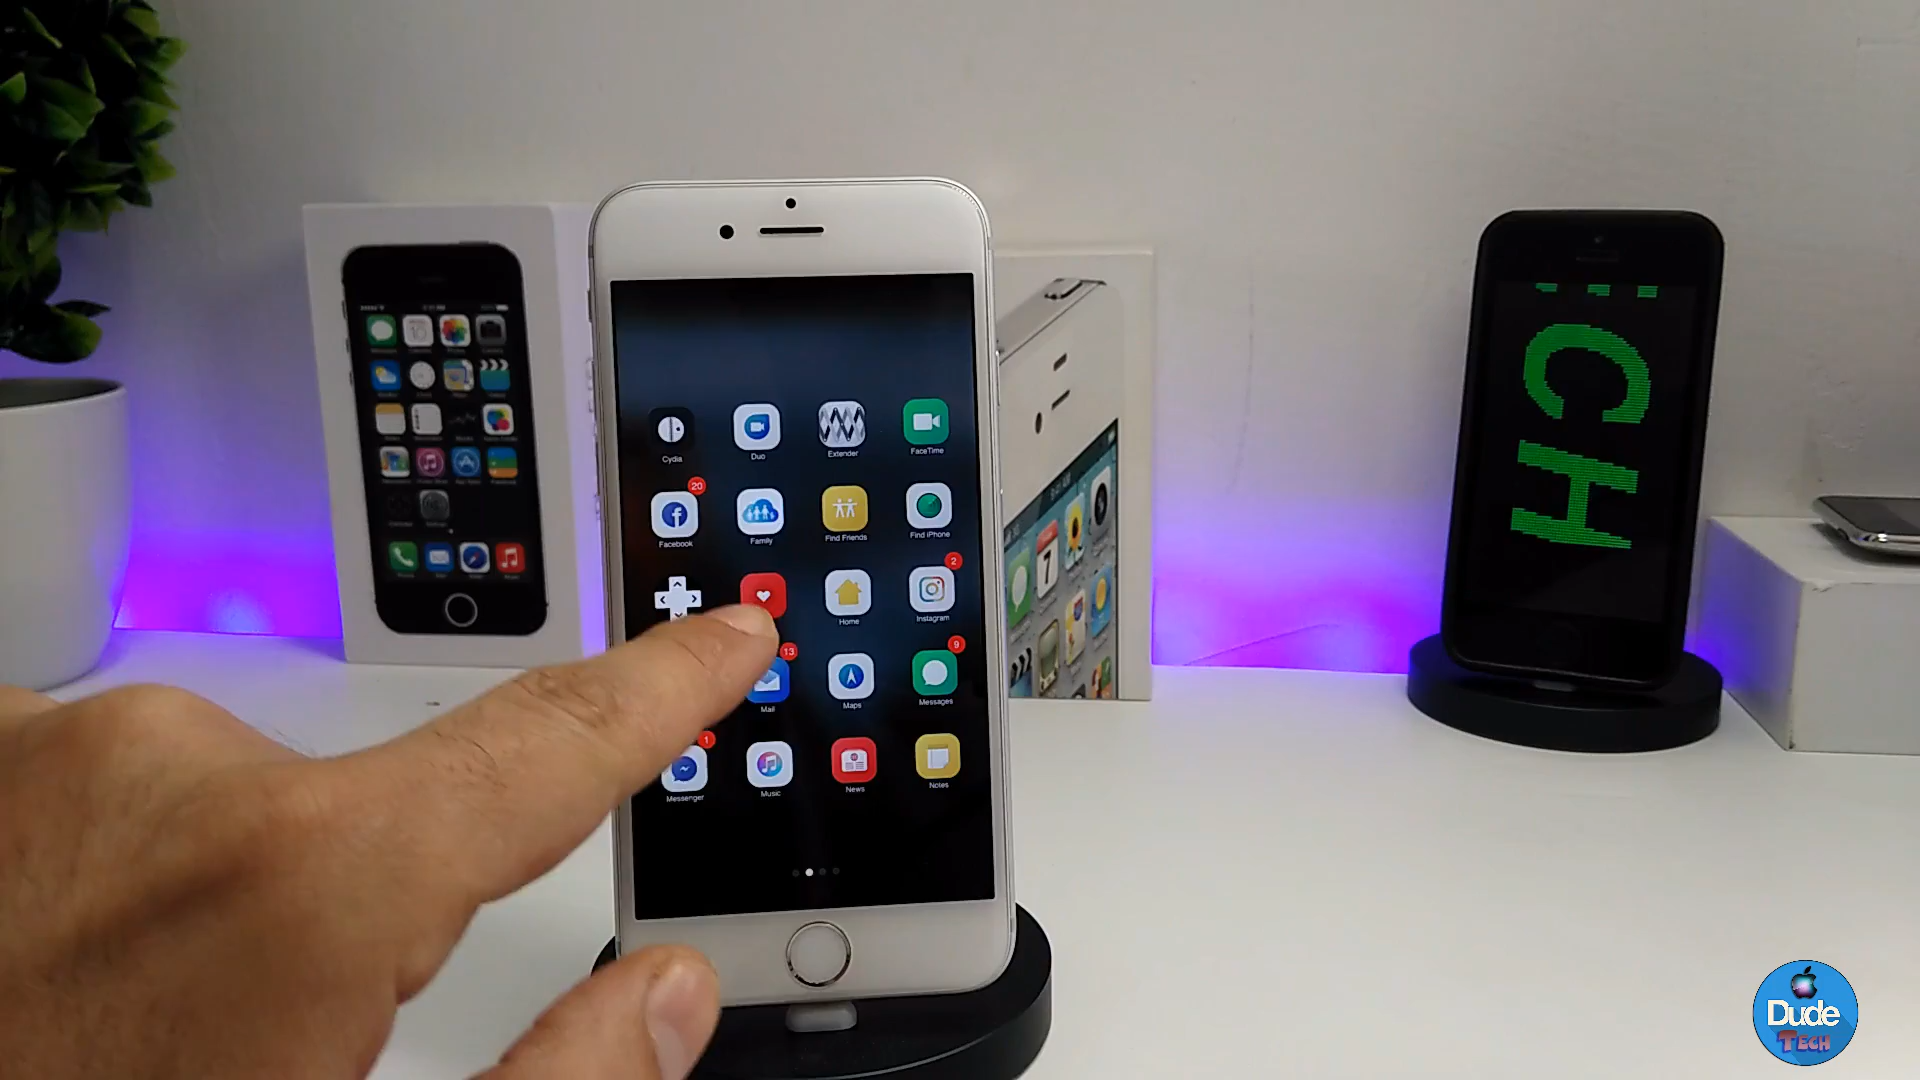 Cydia
Duo
Extender
FaceTime
20
Facebook
Family
Find Friends
Find iPhone
2
Home
Instagram
13
9
Mail
Maps
Messages
1
Messenger
Music
News
Notes
7
CH
Dude
TECH